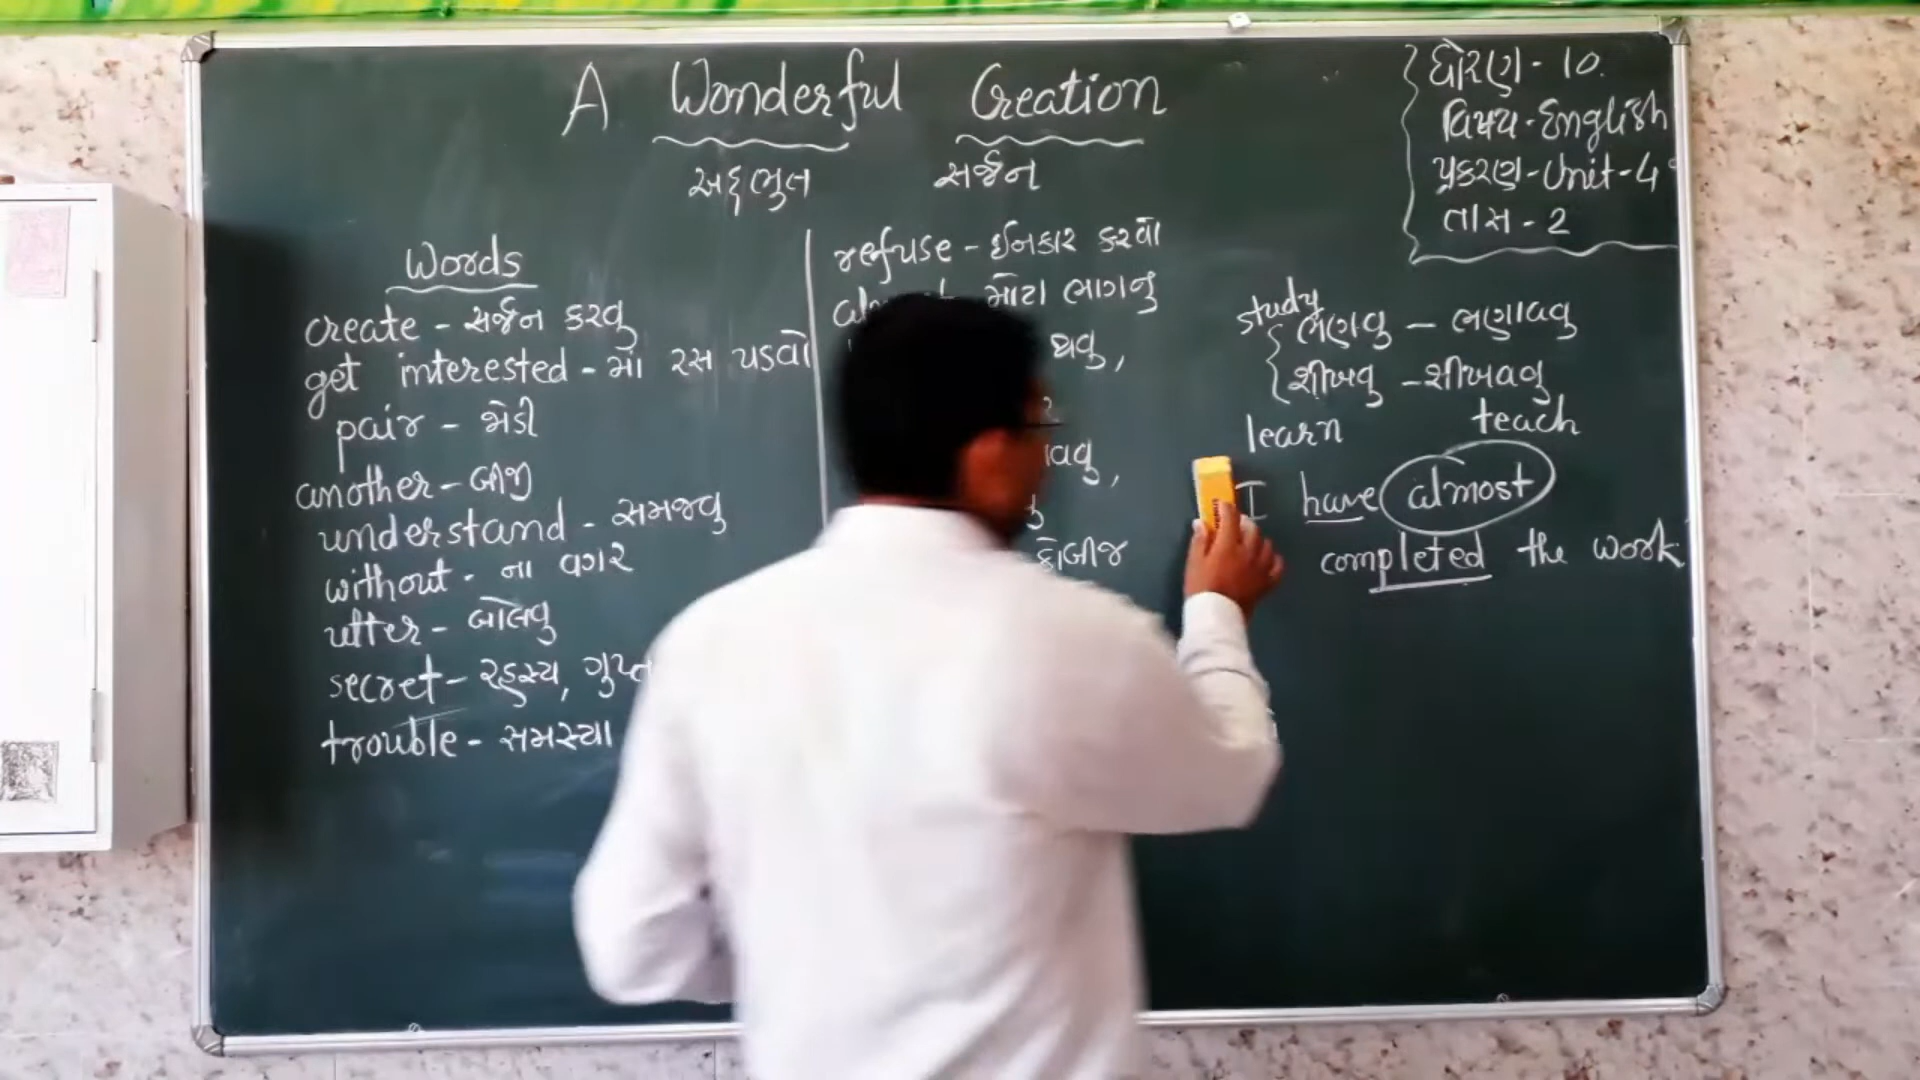 A Wonderful Creation
અદ્દભુત સર્જન
ધોરણ - 10.
વિષય - English
પ્રકરણ - Unit - 4
તાસ - 2
Words
create - સર્જન કરવુ
get interested - માં રસ પડવો
pair - જોડી
another - બીજી
understand - સમજવુ
without - ના વગર
utter - બોલવુ
secret - રહસ્ય, ગુપ્ત
trouble - સમસ્યા
refuse - ઈનકાર કરવો
મોટા ભાગનુ
થવુ,
study
ભણવુ - ભણાવવુ
શીખવુ - શીખવવુ
learn teach
I have almost
completed the work